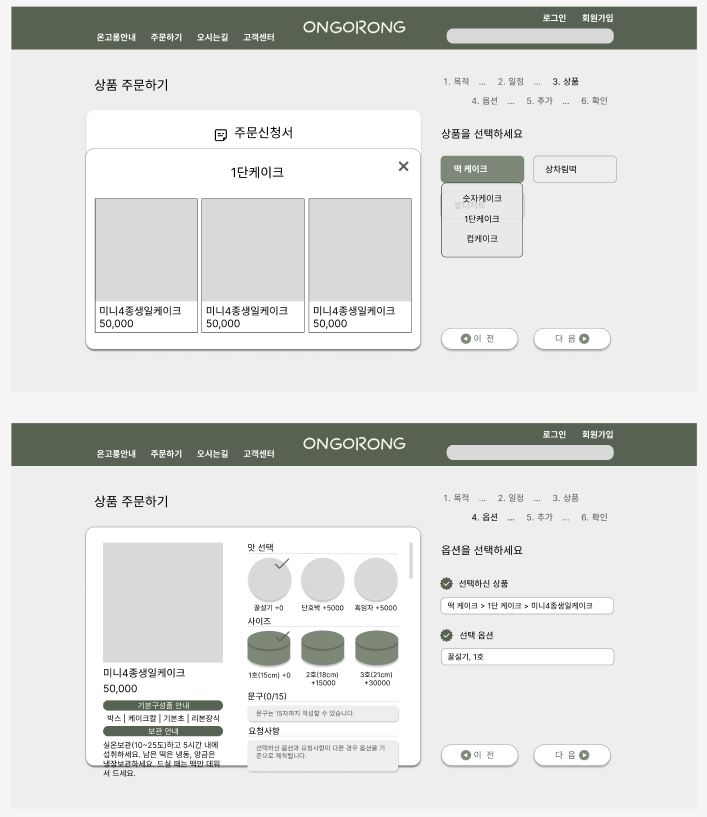 로그인 회원가입
온고롱안내 주문하기 오시는길 고객센터
ONGORONG
상품 주문하기
1. 목적 ... 2. 일정 ... 3. 상품
4. 옵션 ... 5. 추가 ... 6. 확인
주문신청서
상품을 선택하세요
1단케이크
떡 케이크 상차림떡
숫자케이크
1단케이크
컵케이크
미니4종생일케이크 미니4종생일케이크 미니4종생일케이크
50,000 50,000 50,000
이 전 다 음
로그인 회원가입
온고롱안내 주문하기 오시는길 고객센터
ONGORONG
상품 주문하기
1. 목적 ... 2. 일정 ... 3. 상품
4. 옵션 ... 5. 추가 ... 6. 확인
미니4종생일케이크
50,000
기본구성품 안내
박스 | 케이크칼 | 기본초 | 리본장식
보관 안내
실온보관(10~25도)하고 5시간 내에
섭취하세요. 남은 떡은 냉동, 앙금은
냉장보관하세요. 드실 때는 떡만 데워
서 드세요.
맛 선택
꿀설기 +0 단호박 +5000 흑임자 +5000
사이즈
1호(15cm) +0 2호(18cm) +15000 3호(21cm) +30000
문구(0/15)
문구는 15자까지 작성할 수 있습니다.
요청사항
선택하신 옵션과 요청사항이 다른 경우 옵션을 기
준으로 제작됩니다.
옵션을 선택하세요
선택하신 상품
떡 케이크 > 1단 케이크 > 미니4종생일케이크
선택 옵션
꿀설기, 1호
이 전 다 음